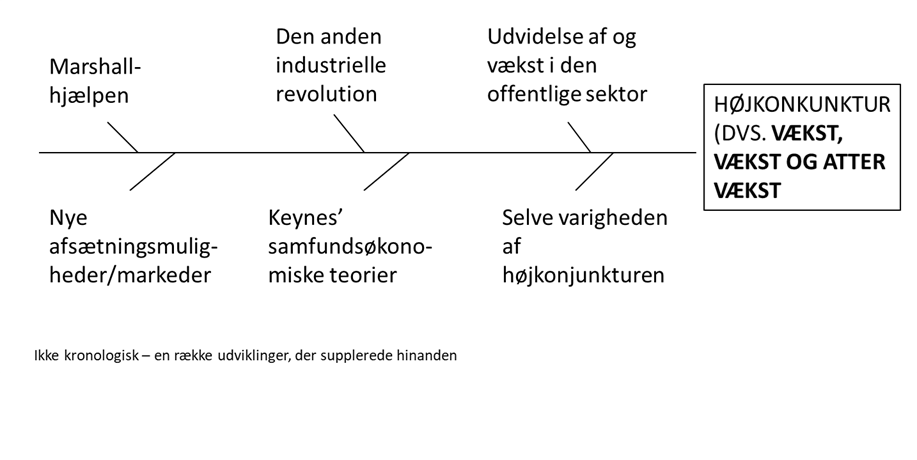 Marshall-
hjælpen
Den anden
industrielle
revolution
Udvidelse af og
vækst i den
offentlige sektor
HØJKONKUNKTUR
(DVS. VÆKST,
VÆKST OG ATTER
VÆKST
Nye
afsætningsmulig-
heder/markeder
Keynes’
samfundsøkono-
miske teorier
Selve varigheden
af
højkonjunkturen
Ikke kronologisk – en række udviklinger, der supplerede hinanden